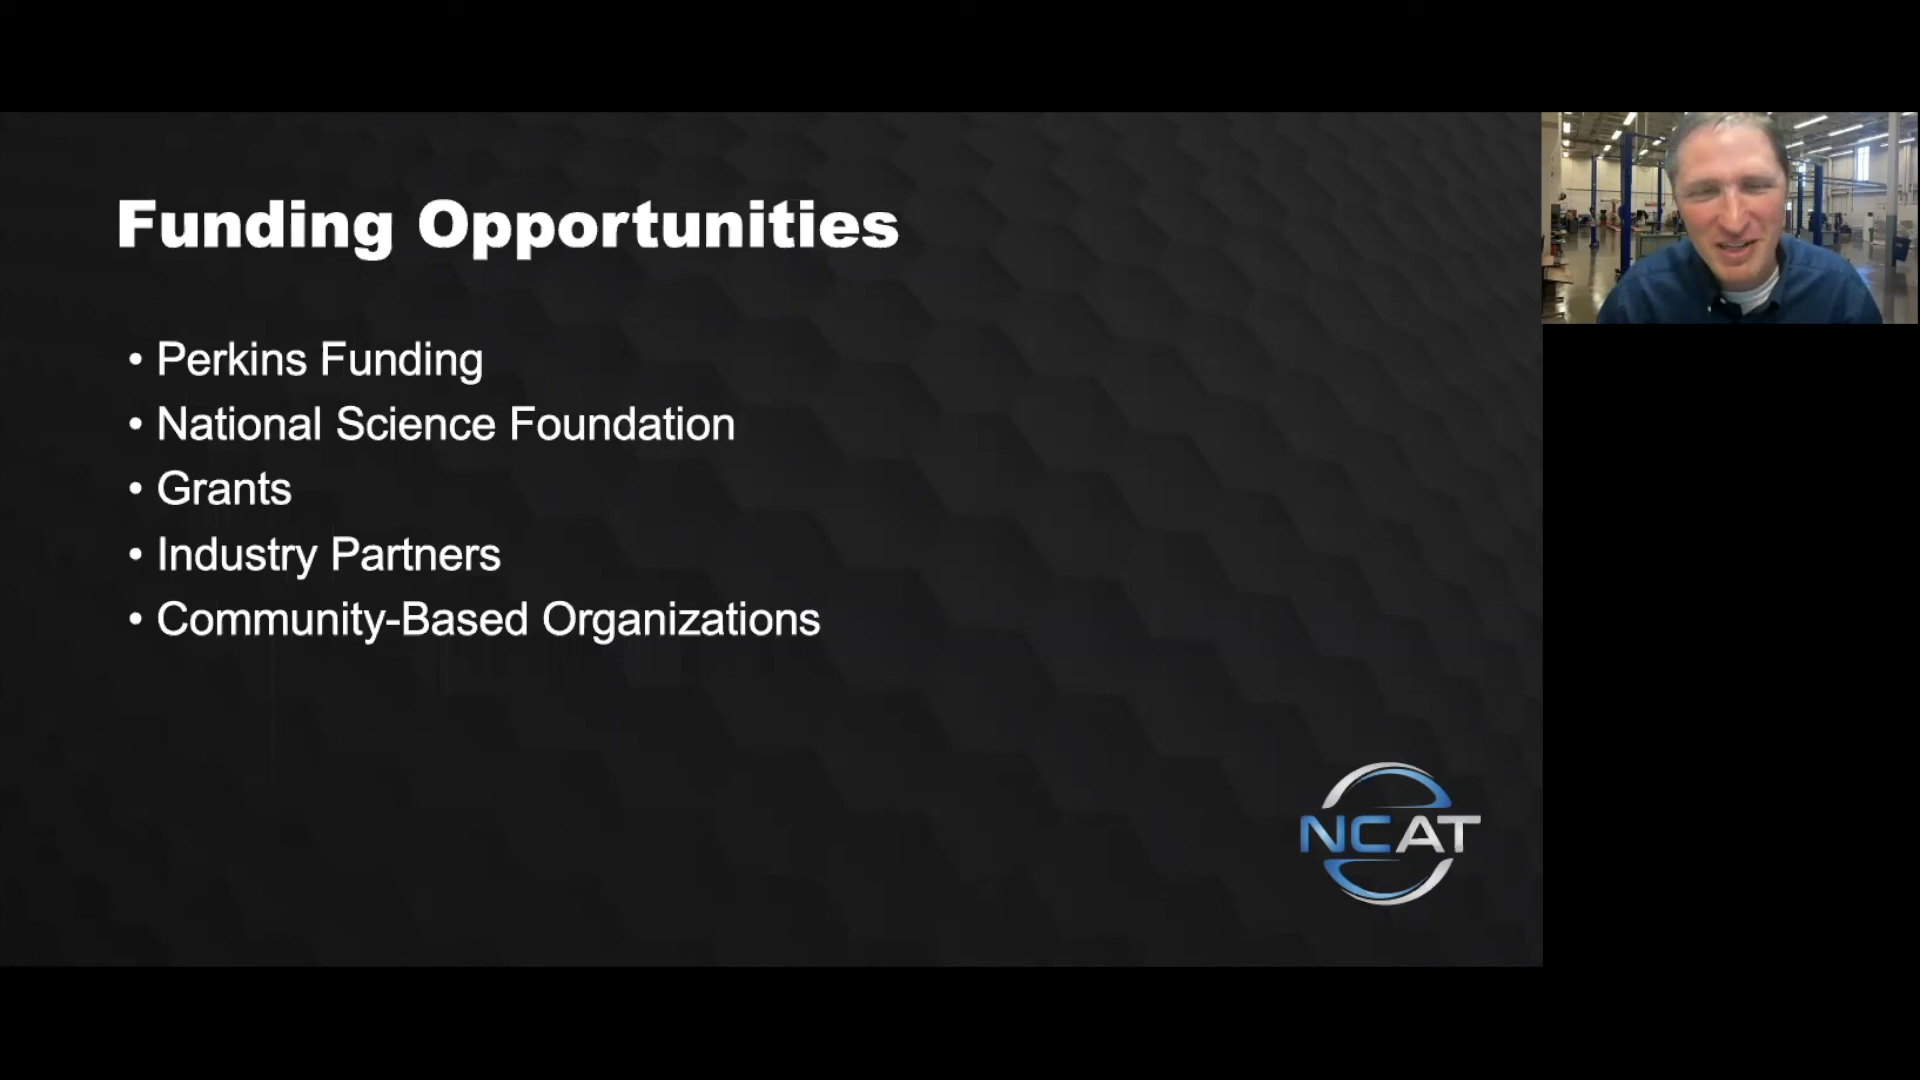 Funding Opportunities
• Perkins Funding
• National Science Foundation
• Grants
• Industry Partners
• Community-Based Organizations
NCAT